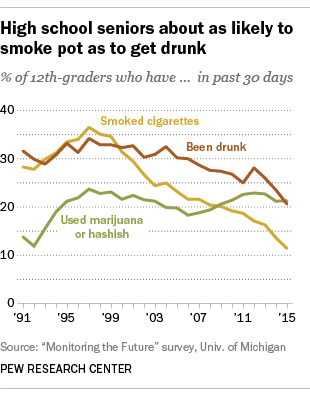 High school seniors about as likely to
smoke pot as to get drunk
% of 12th-graders who have ... in past 30 days
40
Smoked cigarettes
Been drunk
30
20
Used marijuana
or hashish
10
0
'91 '95 '99 '03 '07 '11 '15
Source: "Monitoring the Future" survey, Univ. of Michigan
PEW RESEARCH CENTER